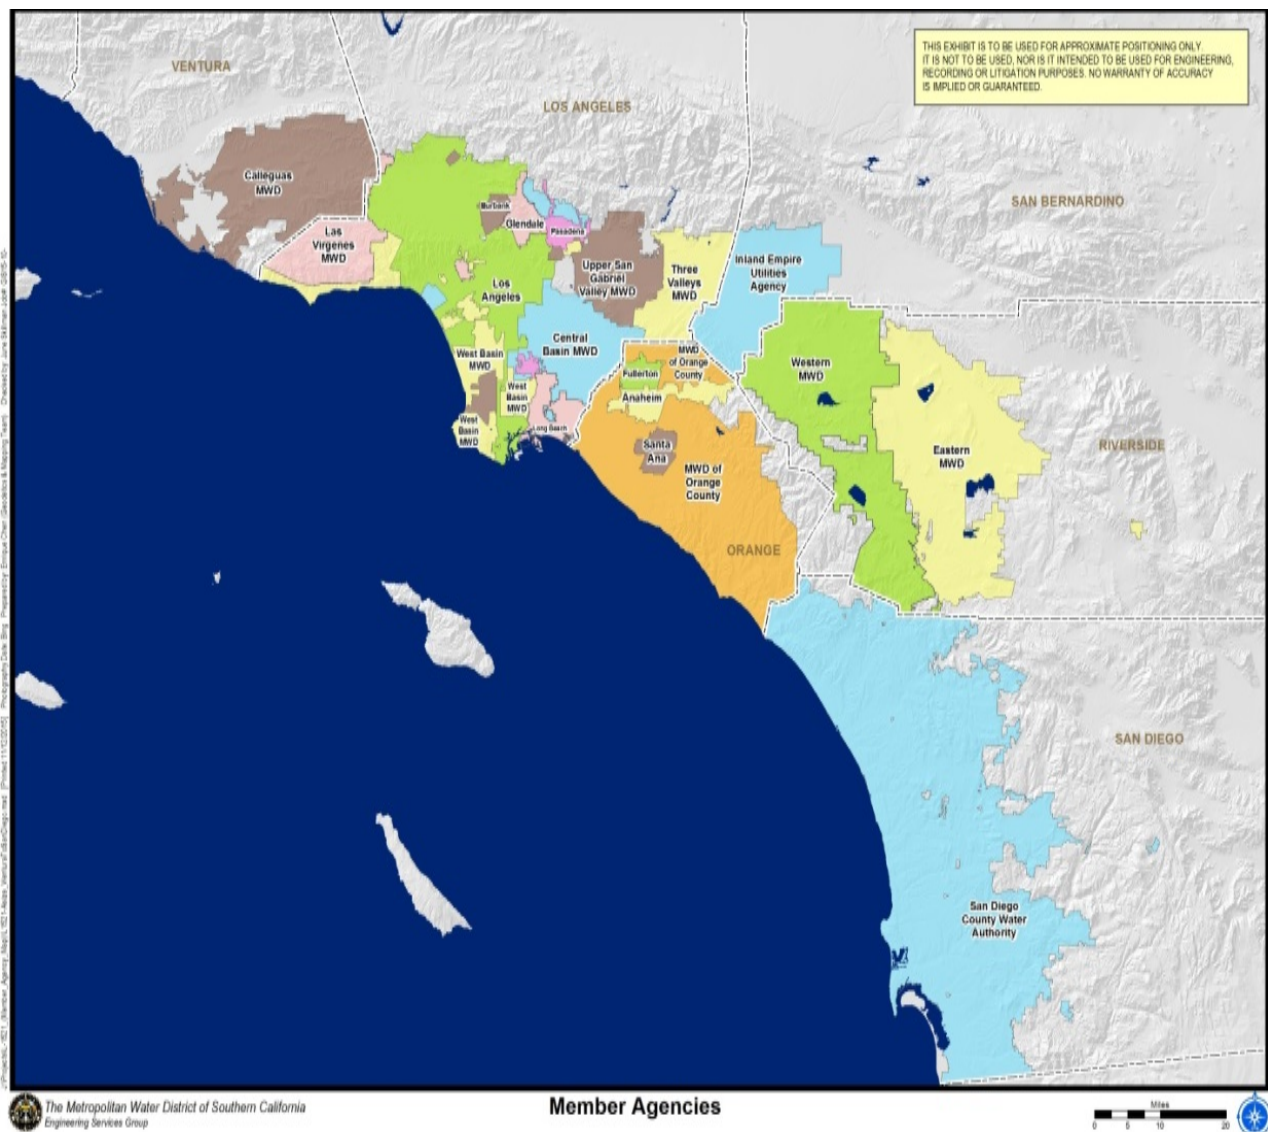 THIS EXHIBIT IS TO BE USED FOR APPROXIMATE POSITIONING ONLY.
IT IS NOT TO BE USED, NOR IS IT INTENDED TO BE USED FOR ENGINEERING,
RECORDING OR LITIGATION PURPOSES. NO WARRANTY OF ACCURACY
IS IMPLIED OR GUARANTEED.
VENTURA
LOS ANGELES
SAN BERNARDINO
Calleguas
MWD
Las
Virgenes
MWD
Burbank
Glendale
Pasadena
Los
Angeles
Upper San
Gabriel
Valley MWD
Three
Valleys
MWD
Inland Empire
Utilities
Agency
Central
Basin MWD
West Basin
MWD
West
Basin
MWD
West
Basin
MWD
Long Beach
MWD
of Orange
County
Fullerton
Anaheim
Santa
Ana
MWD of
Orange
County
ORANGE
Western
MWD
Eastern
MWD
RIVERSIDE
SAN DIEGO
San Diego
County Water
Authority
The Metropolitan Water District of Southern California
Engineering Services Group
Member Agencies
Miles
0 5 10 20